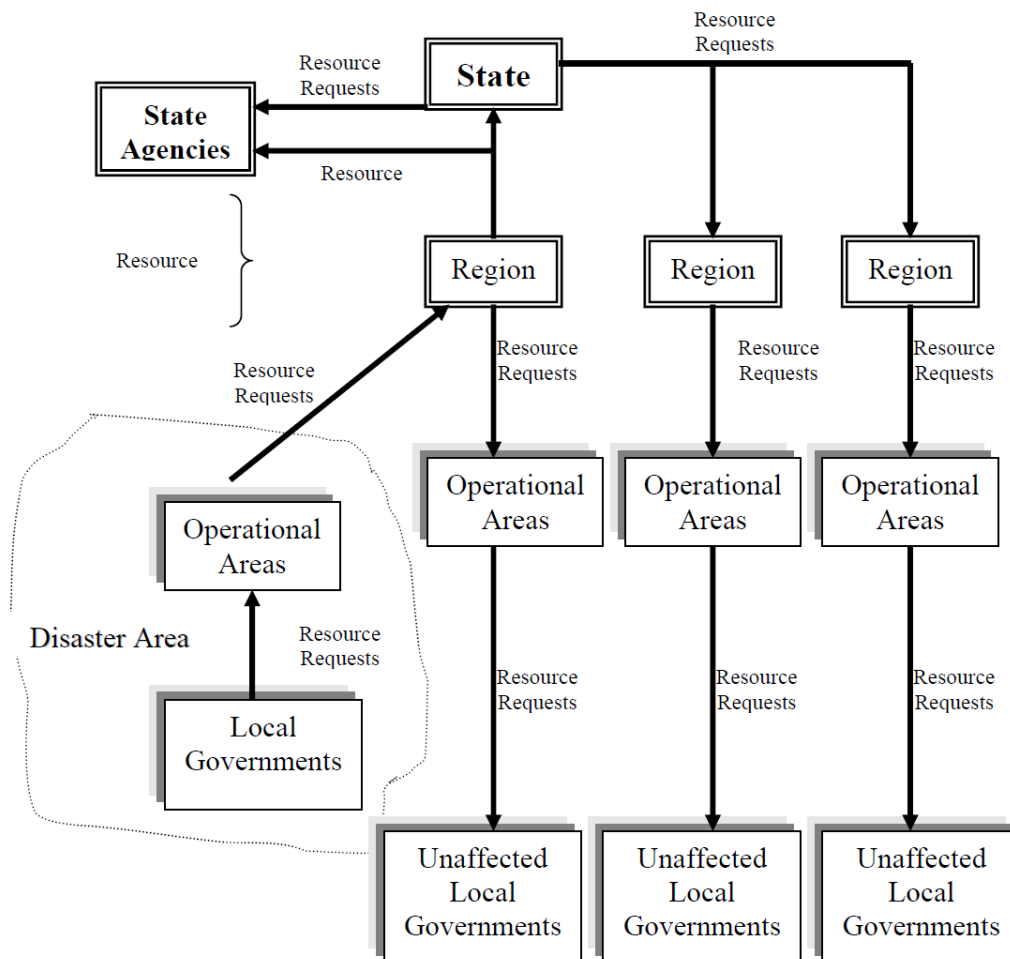 Resource
Requests
State
Resource
Requests
State
Agencies
Resource
Resource
Region
Region
Region
Resource
Requests
Resource
Requests
Resource
Requests
Resource
Requests
Operational
Areas
Operational
Areas
Operational
Areas
Operational
Areas
Disaster Area
Resource
Requests
Resource
Requests
Resource
Requests
Resource
Requests
Local
Governments
Unaffected
Local
Governments
Unaffected
Local
Governments
Unaffected
Local
Governments